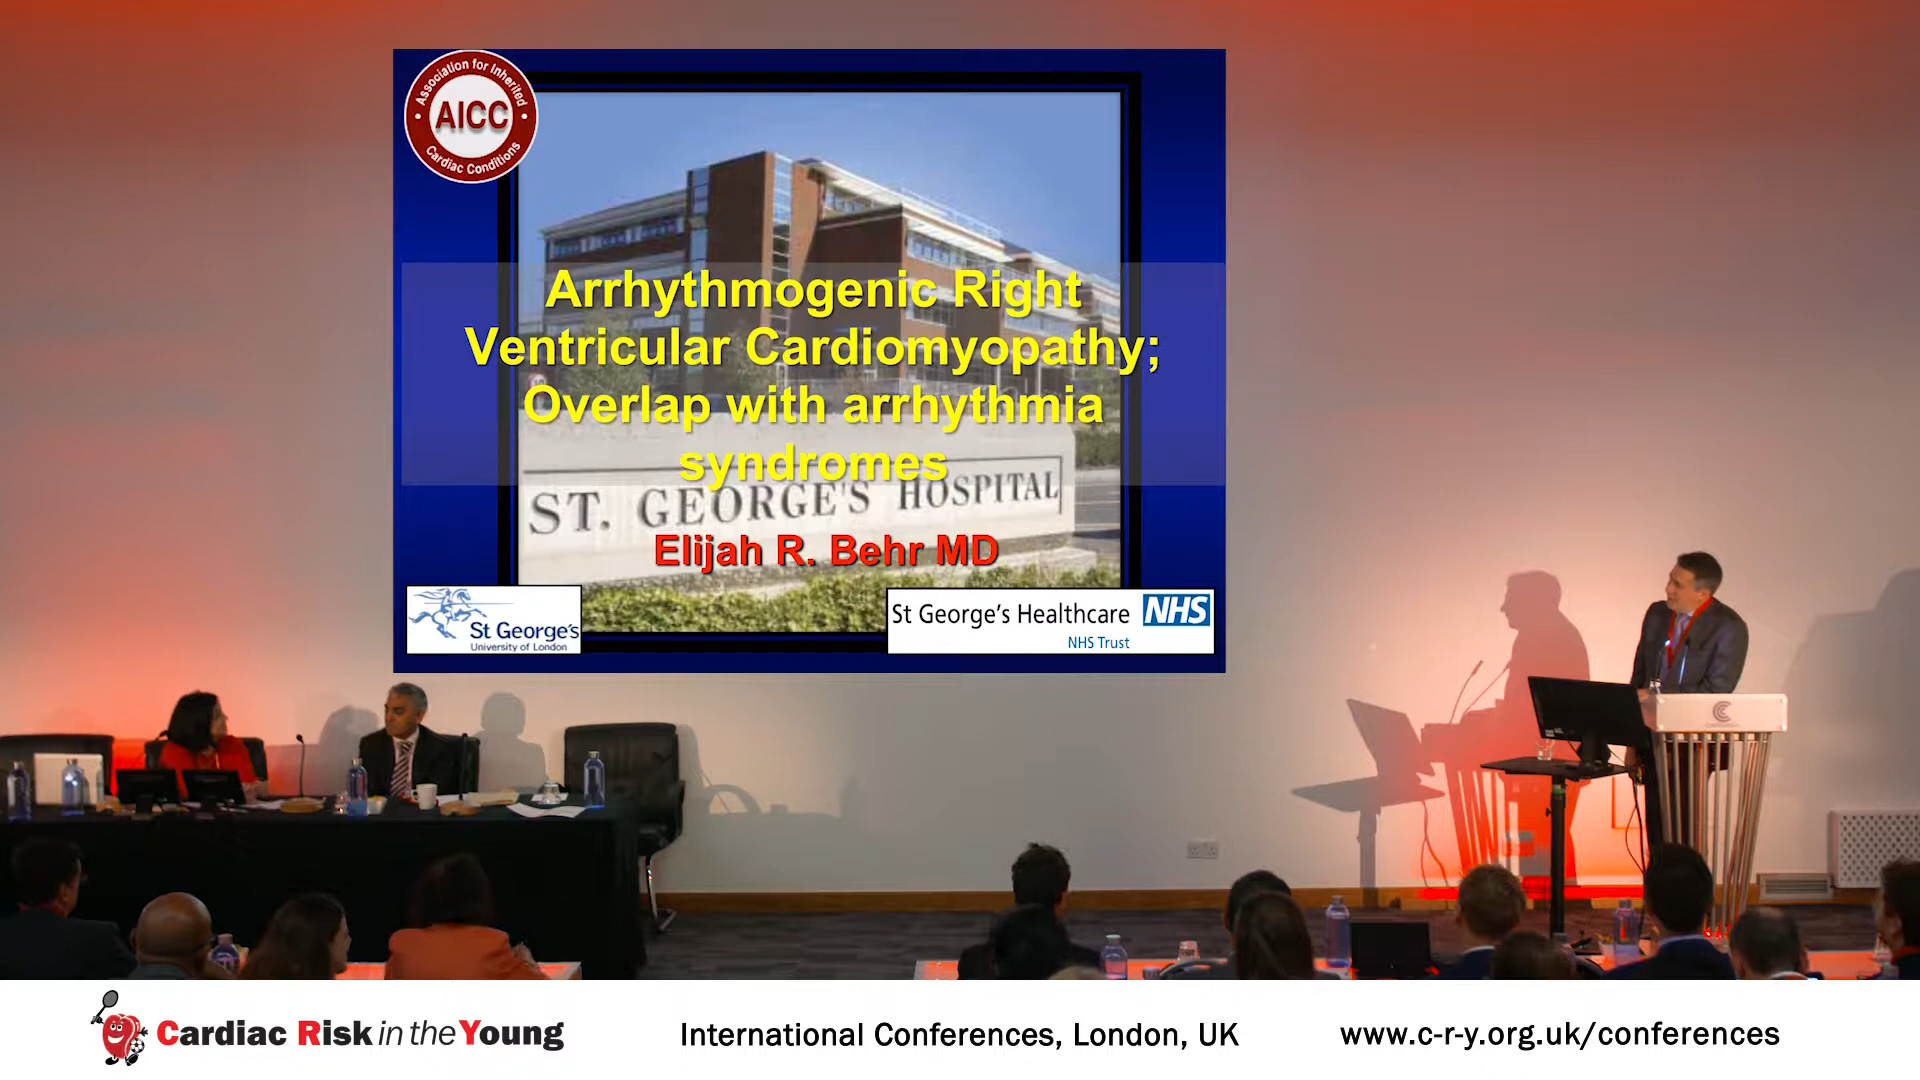 Association for Inherited
AICC
Cardiac Conditions
Arrhythmogenic Right
Ventricular Cardiomyopathy;
Overlap with arrhythmia
syndromes
ST. GEORGE'S HOSPITAL
Elijah R. Behr MD
St George's
University of London
St George's Healthcare NHS
NHS Trust
Cardiac Risk in the Young
International Conferences, London, UK
www.c-r-y.org.uk/conferences